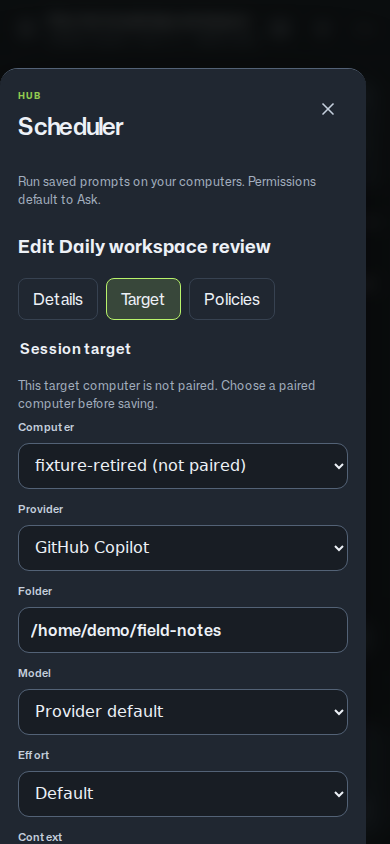 HUB
Scheduler
Run saved prompts on your computers. Permissions
default to Ask.
Edit Daily workspace review
Details
Target
Policies
Session target
This target computer is not paired. Choose a paired
computer before saving.
Computer
fixture-retired (not paired)
Provider
GitHub Copilot
Folder
/home/demo/field-notes
Model
Provider default
Effort
Default
Context